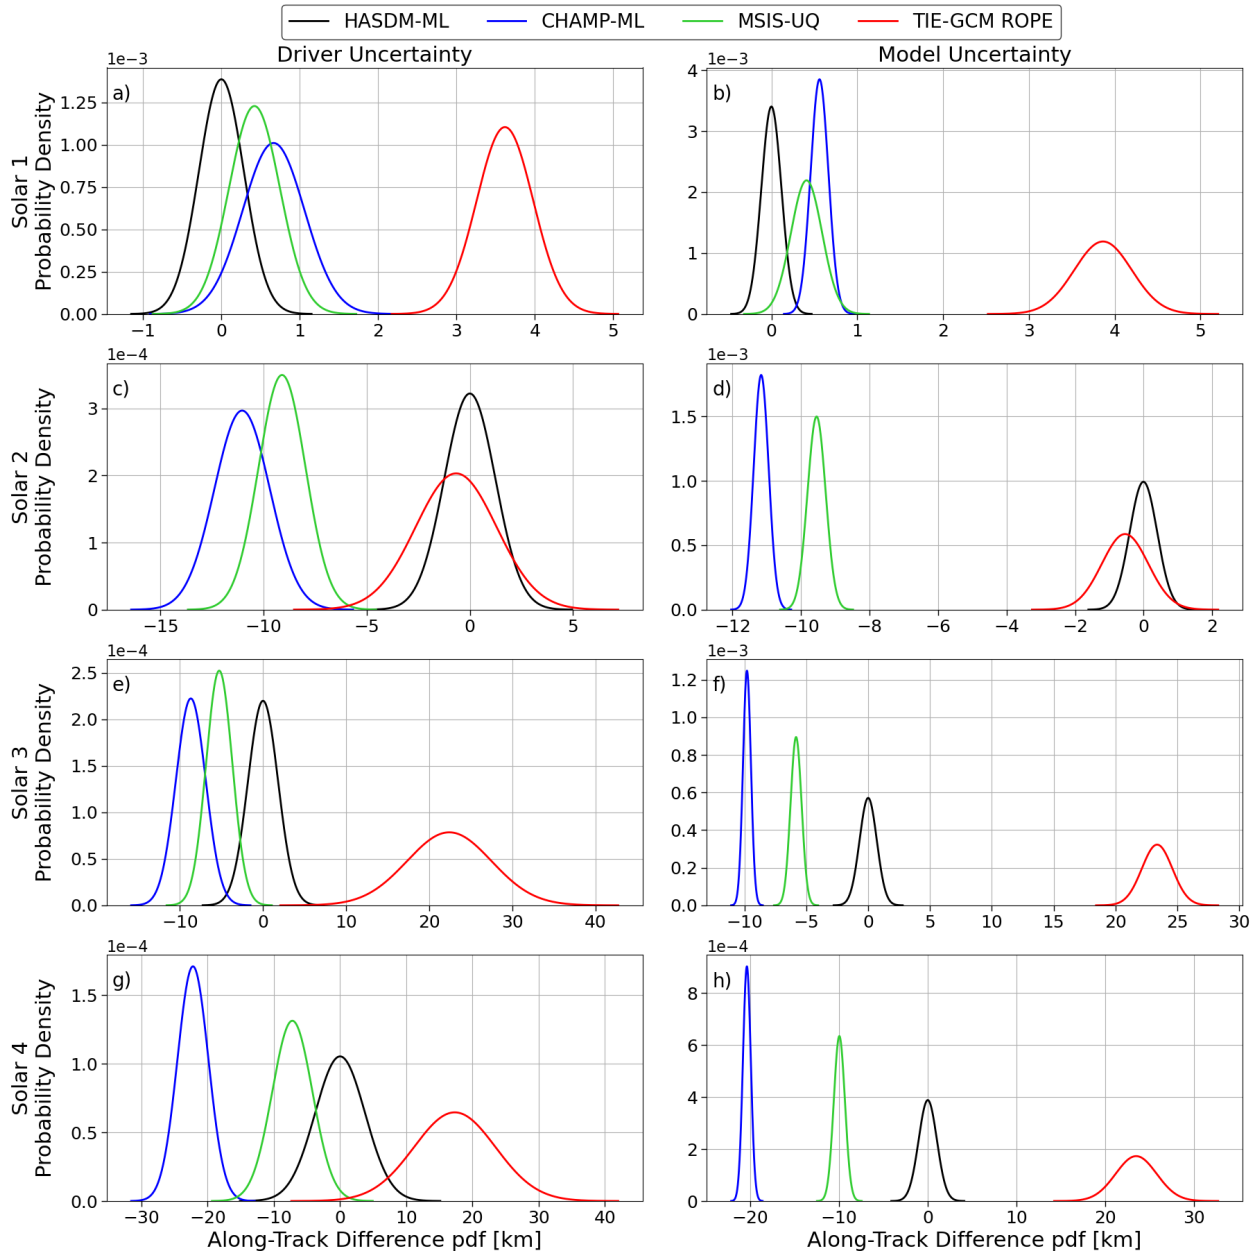 HASDM-ML CHAMP-ML MSIS-UQ TIE-GCM ROPE
Driver Uncertainty
Model Uncertainty
Solar 1
Probability Density
1e−3
a)
1.25
1.00
0.75
0.50
0.25
0.00
−1 0 1 2 3 4 5
1e−3
b)
4
3
2
1
0
0 1 2 3 4 5
Solar 2
Probability Density
1e−4
c)
3
2
1
0
−15 −10 −5 0 5
1e−3
d)
1.5
1.0
0.5
0.0
−12 −10 −8 −6 −4 −2 0 2
Solar 3
Probability Density
1e−4
e)
2.5
2.0
1.5
1.0
0.5
0.0
−10 0 10 20 30 40
1e−3
f)
1.2
1.0
0.8
0.6
0.4
0.2
0.0
−10 −5 0 5 10 15 20 25 30
Solar 4
Probability Density
1e−4
g)
1.5
1.0
0.5
0.0
−30 −20 −10 0 10 20 30 40
Along-Track Difference pdf [km]
1e−4
h)
8
6
4
2
0
−20 −10 0 10 20 30
Along-Track Difference pdf [km]